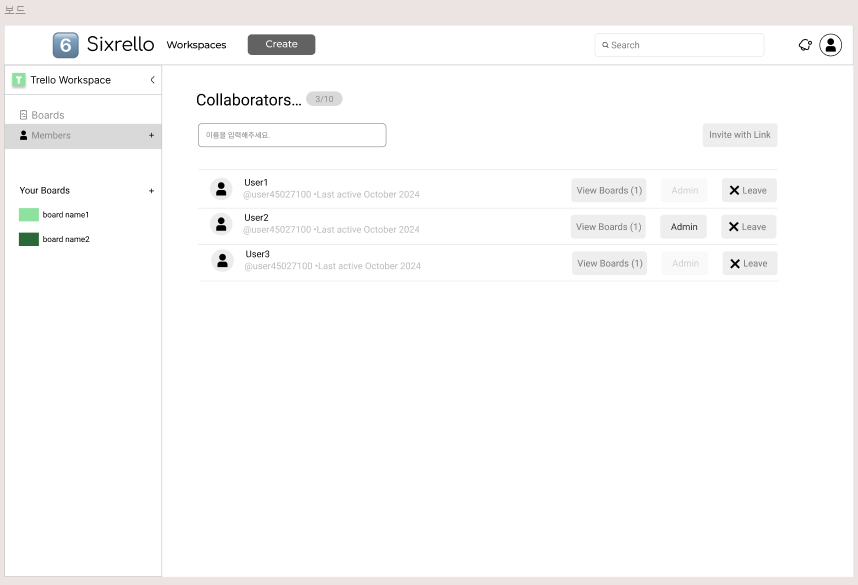 보드
6 Sixrello Workspaces Create Search
T Trello Workspace
Boards
Members +
Your Boards +
board name1
board name2
Collaborators... 3/10
이름을 입력해주세요. Invite with Link
User1
@user45027100 •Last active October 2024 View Boards (1) Admin Leave
User2
@user45027100 •Last active October 2024 View Boards (1) Admin Leave
User3
@user45027100 •Last active October 2024 View Boards (1) Admin Leave